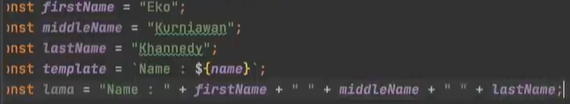 onst firstName = "Eko";
onst middleName = "Kurniawan";
onst lastName = "Khannedy";
onst template = `Name : ${name}`;
onst lama = "Name : " + firstName + " " + middleName + " " + lastName;